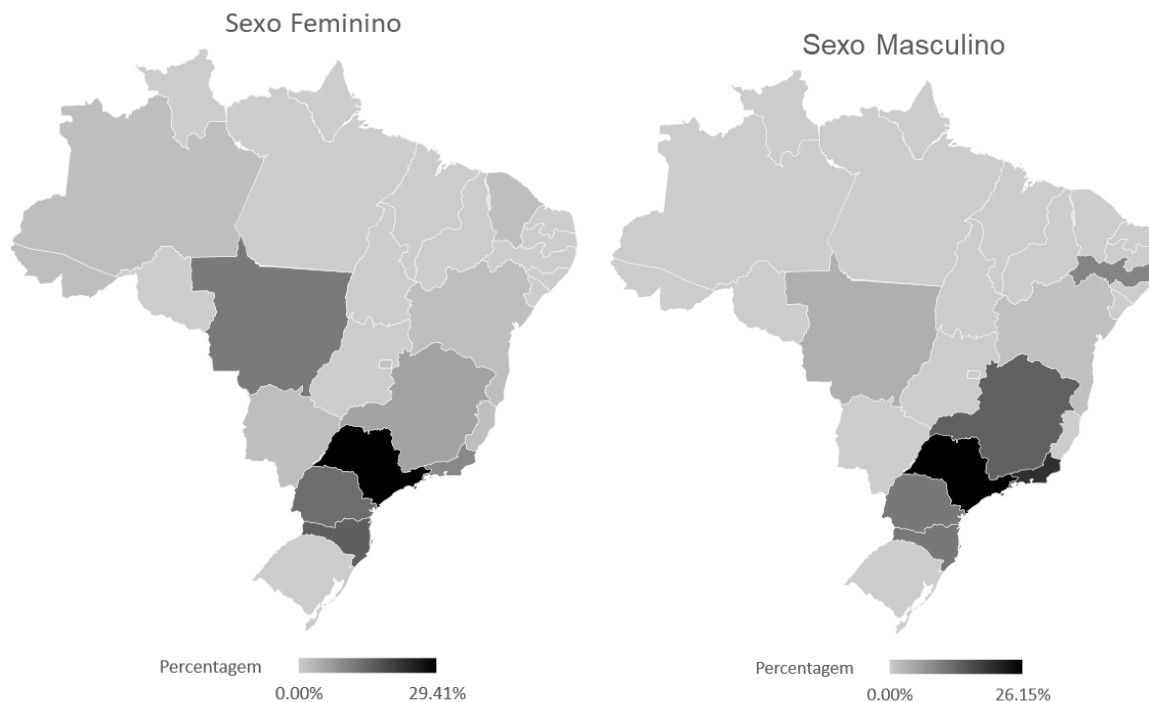 Sexo Feminino
Sexo Masculino
Percentagem
0.00% 29.41%
Percentagem
0.00% 26.15%